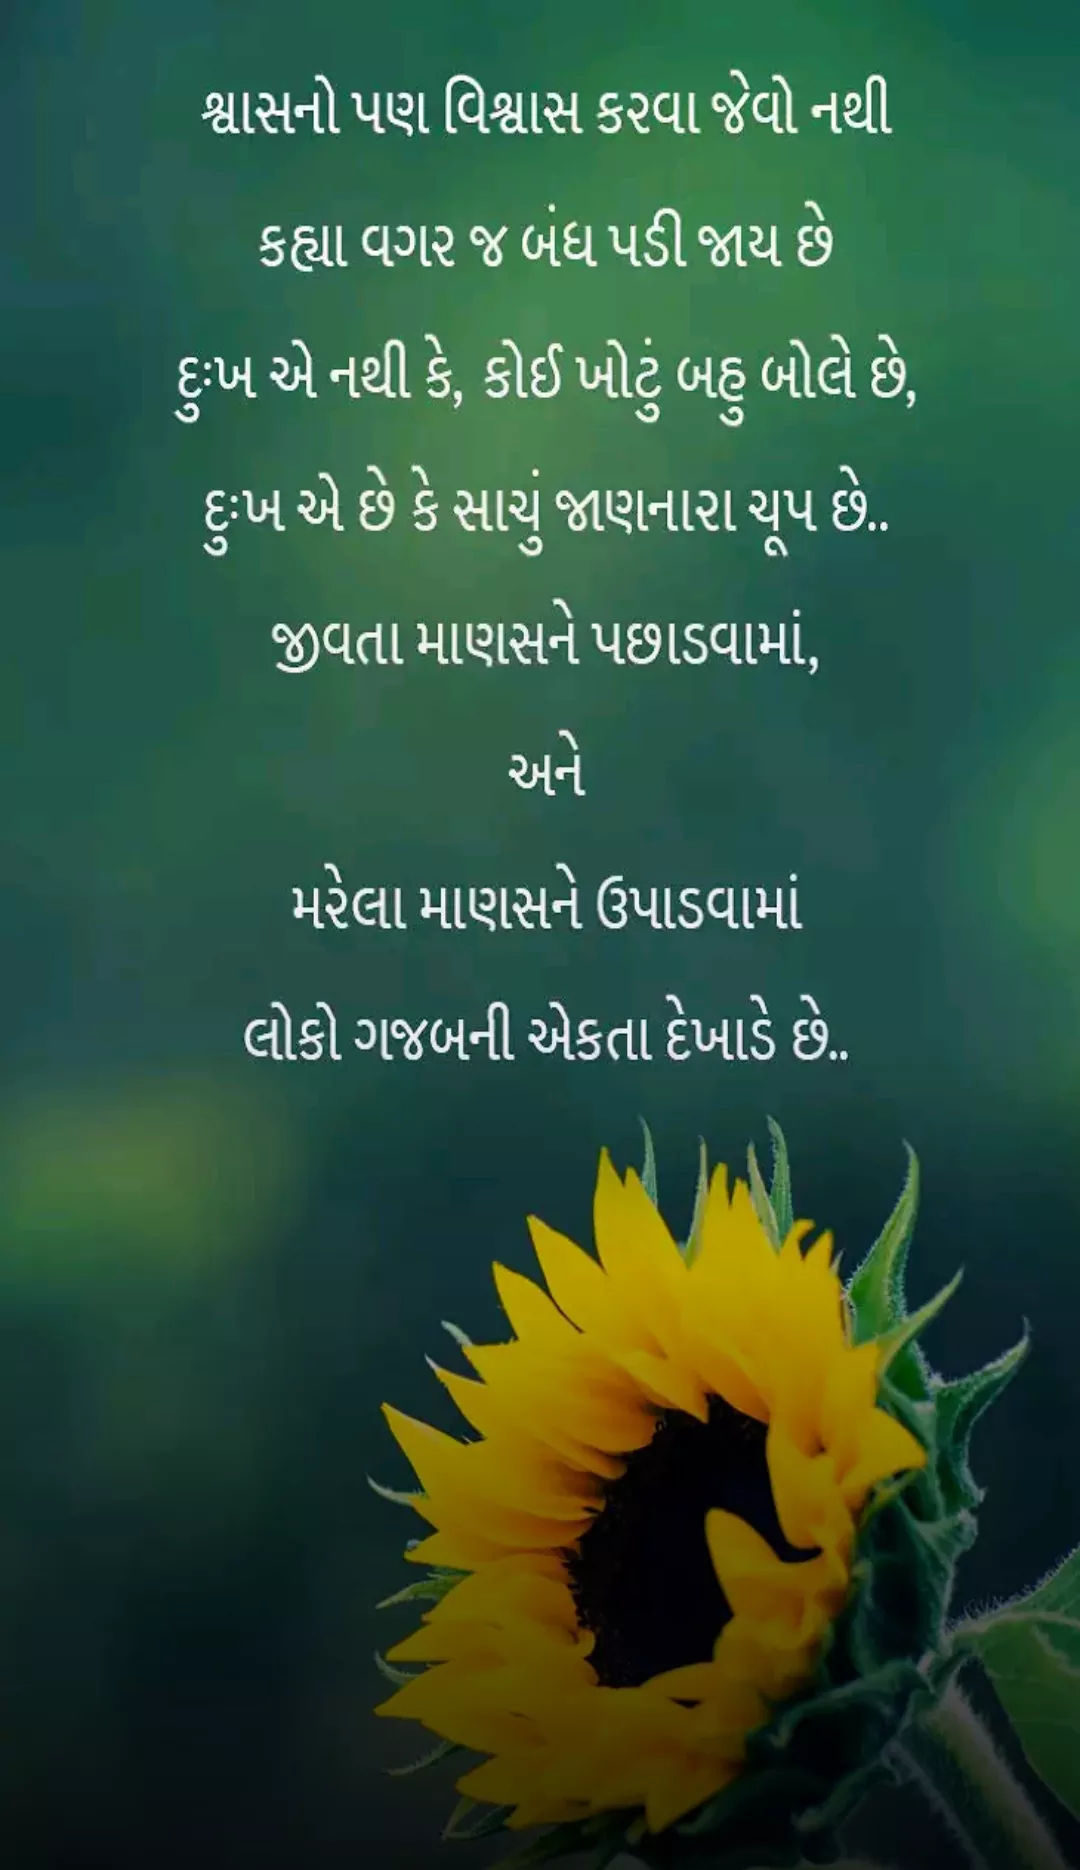 શ્વાસનો પણ વિશ્વાસ કરવા જેવો નથી
કહ્યા વગર જ બંધ પડી જાય છે
દુઃખ એ નથી કે, કોઈ ખોટું બહુ બોલે છે,
દુઃખ એ છે કે સાચું જાણનારા ચૂપ છે..
જીવતા માણસને પછાડવામાં,
અને
મરેલા માણસને ઉપાડવામાં
લોકો ગજબની એકતા દેખાડે છે..